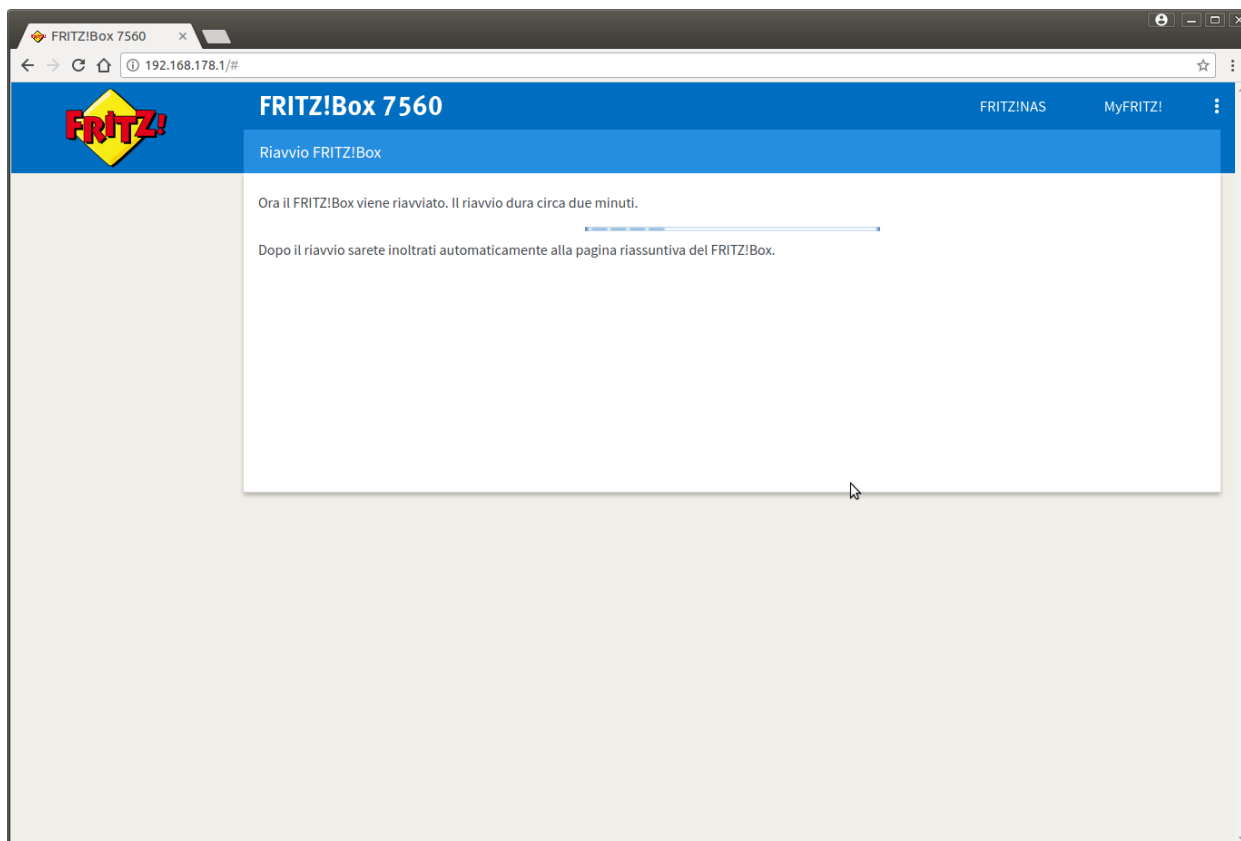 FRITZ!Box 7560
192.168.178.1/#
FRITZ!
FRITZ!Box 7560
FRITZ!NAS
MyFRITZ!
Riavvio FRITZ!Box
Ora il FRITZ!Box viene riavviato. Il riavvio dura circa due minuti.
Dopo il riavvio sarete inoltrati automaticamente alla pagina riassuntiva del FRITZ!Box.